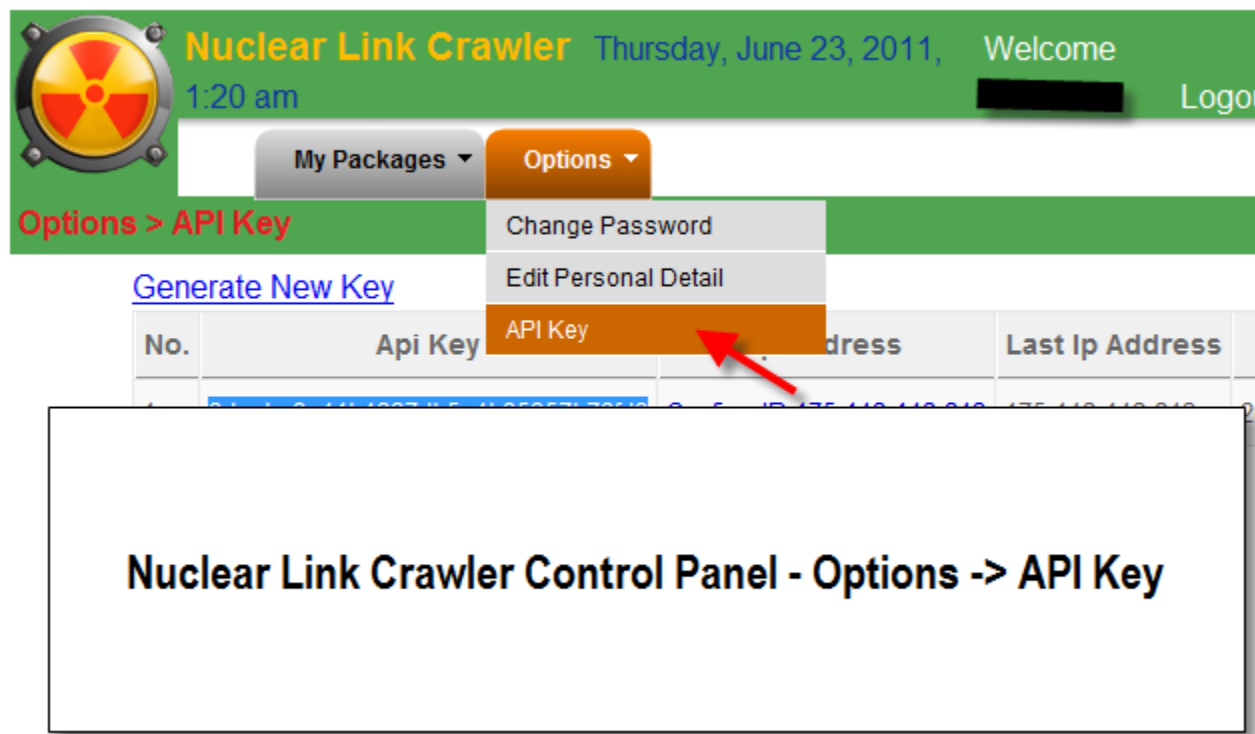 Nuclear Link Crawler Thursday, June 23, 2011, Welcome
1:20 am
My Packages Options
Options > API Key
Change Password
Generate New Key
Edit Personal Detail
API Key
No. Api Key Last Ip Address
Nuclear Link Crawler Control Panel - Options -> API Key